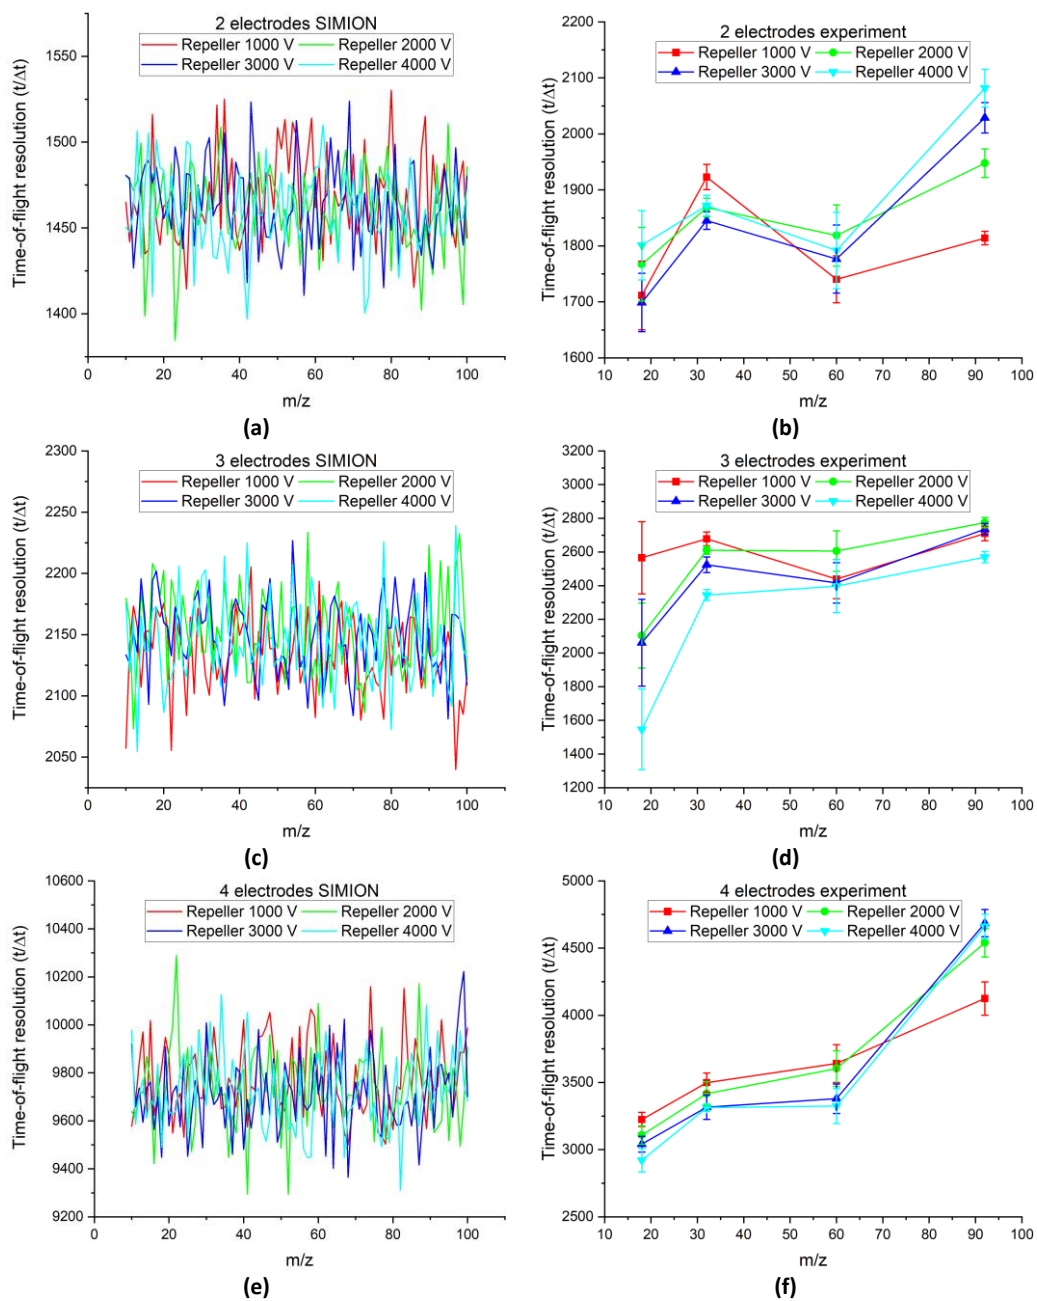 2 electrodes SIMION
Repeller 1000 V Repeller 2000 V
Repeller 3000 V Repeller 4000 V
Time-of-flight resolution (t/Δt)
1550
1500
1450
1400
0 20 40 60 80 100
m/z
(a)
2 electrodes experiment
Repeller 1000 V Repeller 2000 V
Repeller 3000 V Repeller 4000 V
Time-of-flight resolution (t/Δt)
2200
2100
2000
1900
1800
1700
1600
10 20 30 40 50 60 70 80 90 100
m/z
(b)
3 electrodes SIMION
Repeller 1000 V Repeller 2000 V
Repeller 3000 V Repeller 4000 V
Time-of-flight resolution (t/Δt)
2300
2250
2200
2150
2100
2050
0 20 40 60 80 100
m/z
(c)
3 electrodes experiment
Repeller 1000 V Repeller 2000 V
Repeller 3000 V Repeller 4000 V
Time-of-flight resolution (t/Δt)
3200
3000
2800
2600
2400
2200
2000
1800
1600
1400
1200
10 20 30 40 50 60 70 80 90 100
m/z
(d)
4 electrodes SIMION
Repeller 1000 V Repeller 2000 V
Repeller 3000 V Repeller 4000 V
Time-of-flight resolution (t/Δt)
10600
10400
10200
10000
9800
9600
9400
9200
0 20 40 60 80 100
m/z
(e)
4 electrodes experiment
Repeller 1000 V Repeller 2000 V
Repeller 3000 V Repeller 4000 V
Time-of-flight resolution (t/Δt)
5000
4500
4000
3500
3000
2500
10 20 30 40 50 60 70 80 90 100
m/z
(f)